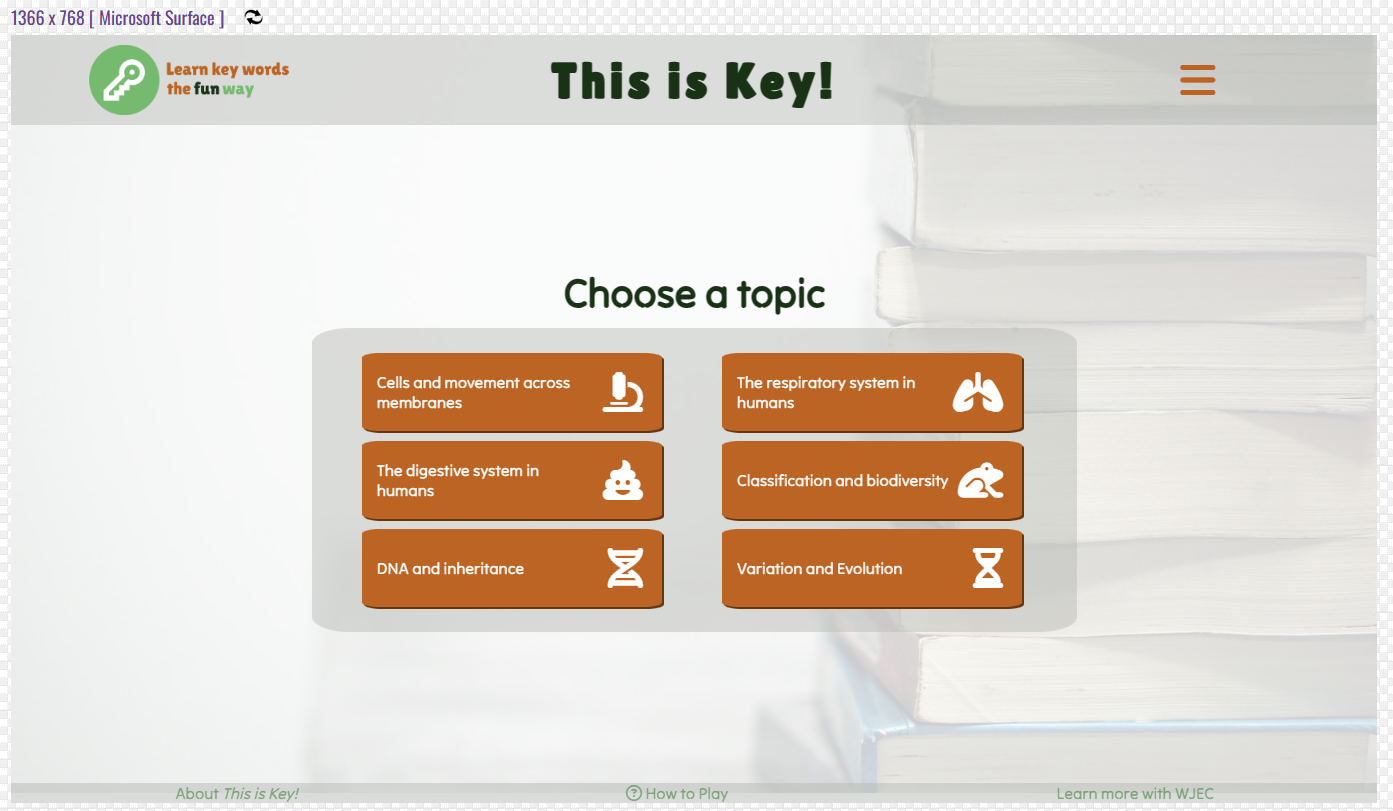 1366 x 768 [ Microsoft Surface ]
Learn key words
the fun way
This is Key!
Choose a topic
Cells and movement across
membranes
The respiratory system in
humans
The digestive system in
humans
Classification and biodiversity
DNA and inheritance
Variation and Evolution
About This is Key!
How to Play
Learn more with WJEC